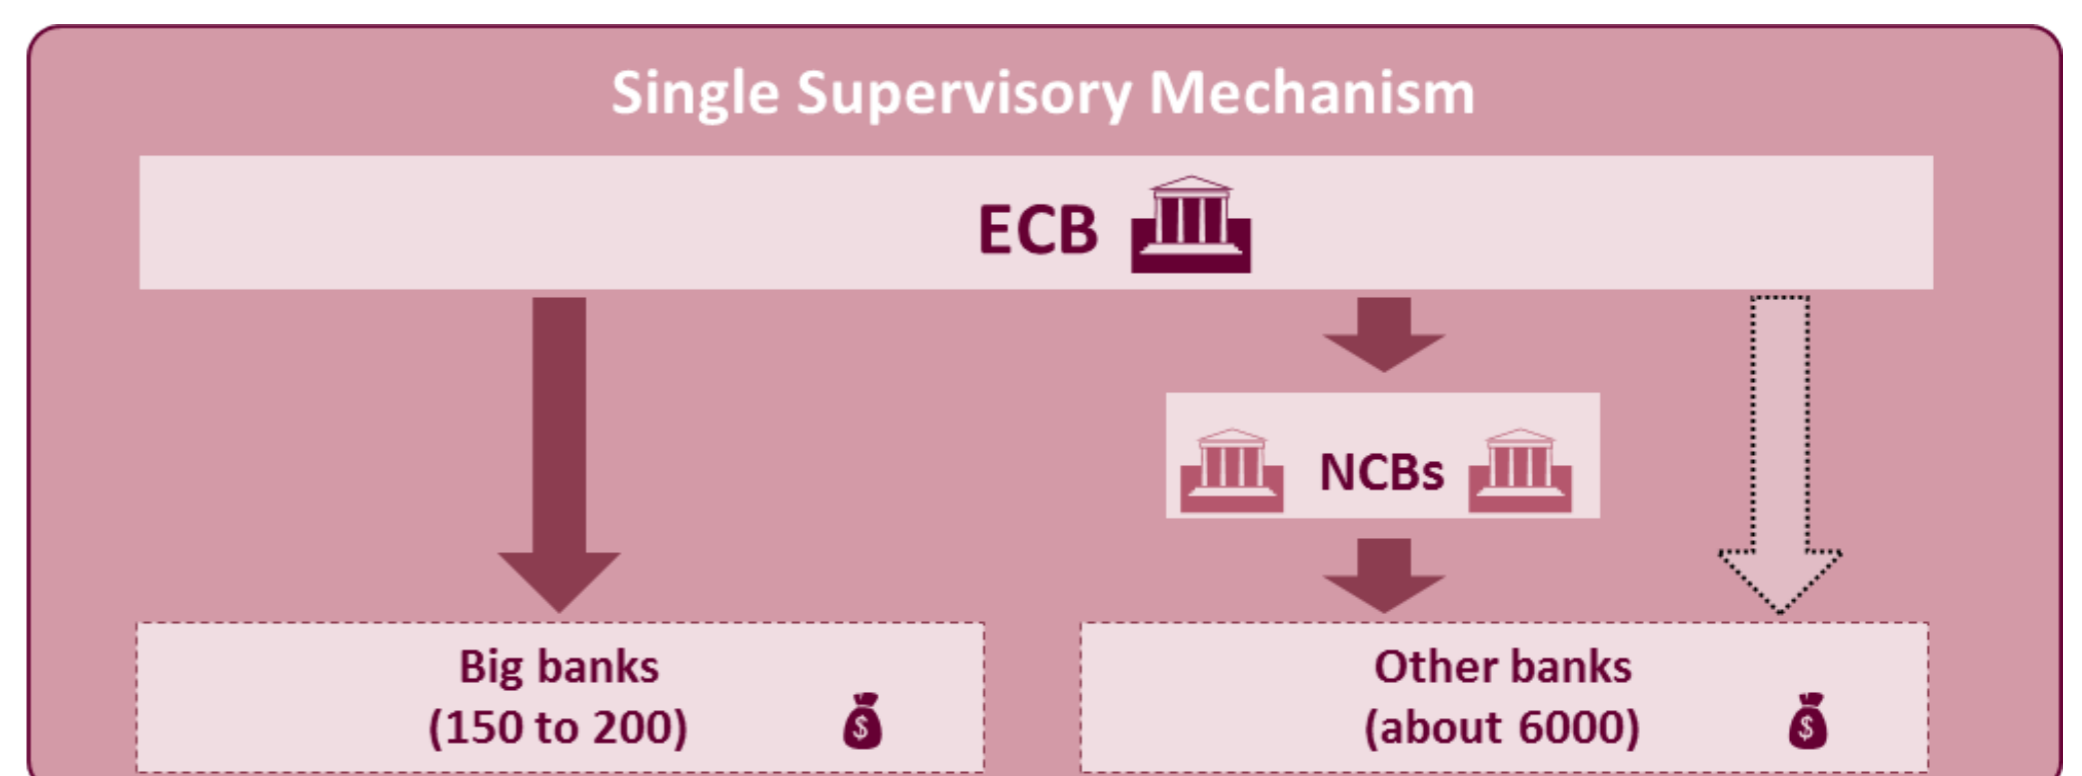 Single Supervisory Mechanism
ECB
NCBs
Big banks
(150 to 200)
$
Other banks
(about 6000)
$